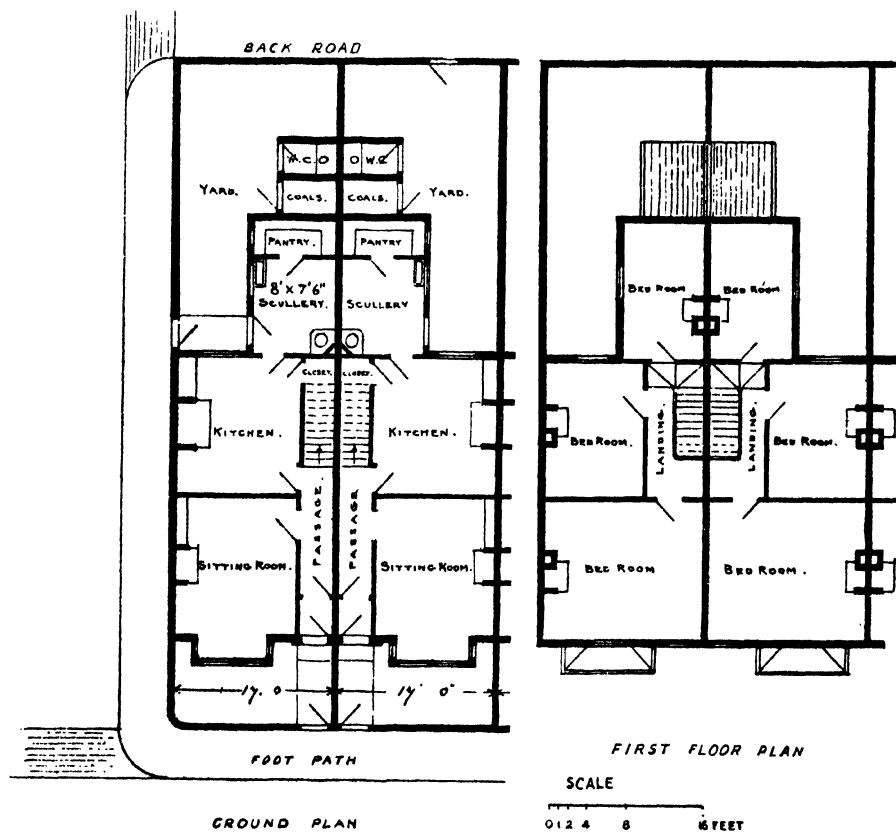 BACK ROAD
W.C. O O W.C
YARD. COALS. COALS. YARD.
PANTRY. PANTRY
8' x 7'6"
SCULLERY. SCULLERY
CLOSET. CLOSET.
KITCHEN. KITCHEN.
PASSAGE. PASSAGE
SITTING ROOM. SITTING ROOM.
17. 0 17' 0"
FOOT PATH
GROUND PLAN
BED ROOM BED ROOM
LANDING. LANDING.
BED ROOM. BED ROOM.
BED ROOM BED ROOM.
FIRST FLOOR PLAN
SCALE
0 1 2 4 8 16 FEET